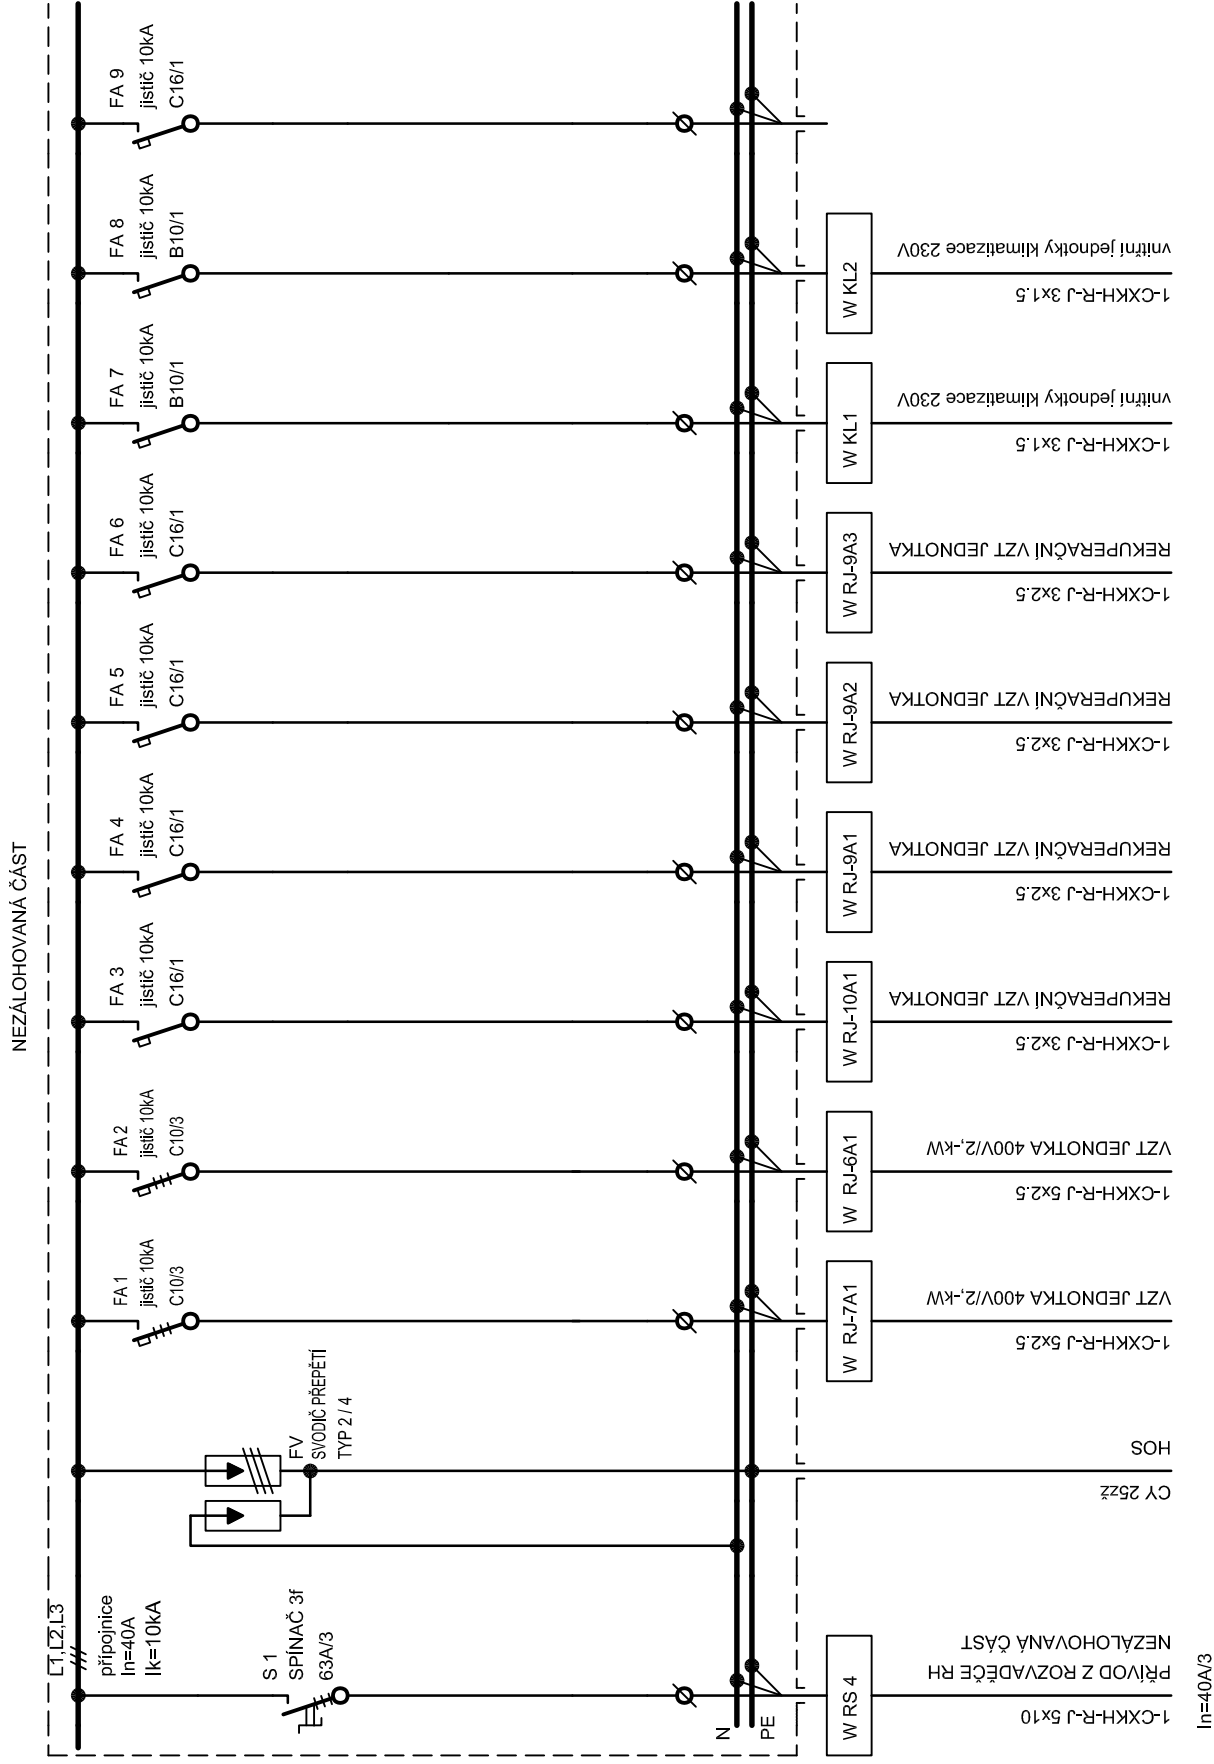 NEZÁLOHOVANÁ ČÁST
L1,L2,L3
přípojnice
In=40A
Ik=10kA
S 1
SPÍNAČ 3f
63A/3
N
PE
W RS 4
1-CXKH-R-J 5x10
PŘÍVOD Z ROZVADĚČE RH
NEZÁLOHOVANÁ ČÁST
In=40A/3
FV
SVODIČ PŘEPĚTÍ
TYP 2 / 4
CY 25zž
HOS
FA 1
jistič 10kA
C10/3
W RJ-7A1
1-CXKH-R-J 5x2.5
VZT JEDNOTKA 400V/2,-kW
FA 2
jistič 10kA
C10/3
W RJ-6A1
1-CXKH-R-J 5x2.5
VZT JEDNOTKA 400V/2,-kW
FA 3
jistič 10kA
C16/1
W RJ-10A1
1-CXKH-R-J 3x2.5
REKUPERAČNÍ VZT JEDNOTKA
FA 4
jistič 10kA
C16/1
W RJ-9A1
1-CXKH-R-J 3x2.5
REKUPERAČNÍ VZT JEDNOTKA
FA 5
jistič 10kA
C16/1
W RJ-9A2
1-CXKH-R-J 3x2.5
REKUPERAČNÍ VZT JEDNOTKA
FA 6
jistič 10kA
C16/1
W RJ-9A3
1-CXKH-R-J 3x2.5
REKUPERAČNÍ VZT JEDNOTKA
FA 7
jistič 10kA
B10/1
W KL1
1-CXKH-R-J 3x1.5
vnitřní jednotky klimatizace 230V
FA 8
jistič 10kA
B10/1
W KL2
1-CXKH-R-J 3x1.5
vnitřní jednotky klimatizace 230V
FA 9
jistič 10kA
C16/1